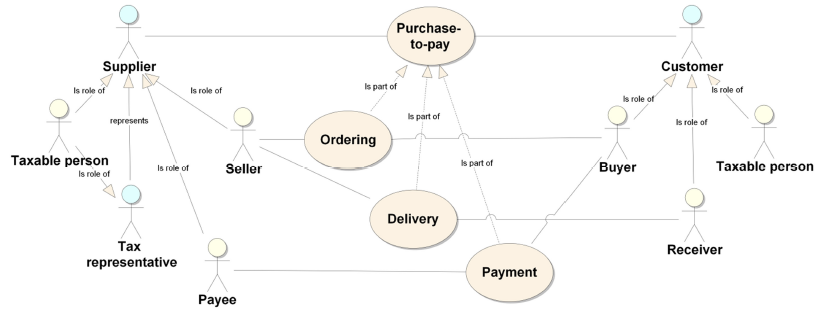 Purchase-
to-pay
Supplier
Customer
Is role of
Is role of
Is part of
Is role of
Is role of
represents
Is part of
Is role of
Ordering
Taxable person
Seller
Buyer
Taxable person
Is role of
Is role of
Is part of
Delivery
Tax
representative
Receiver
Payment
Payee